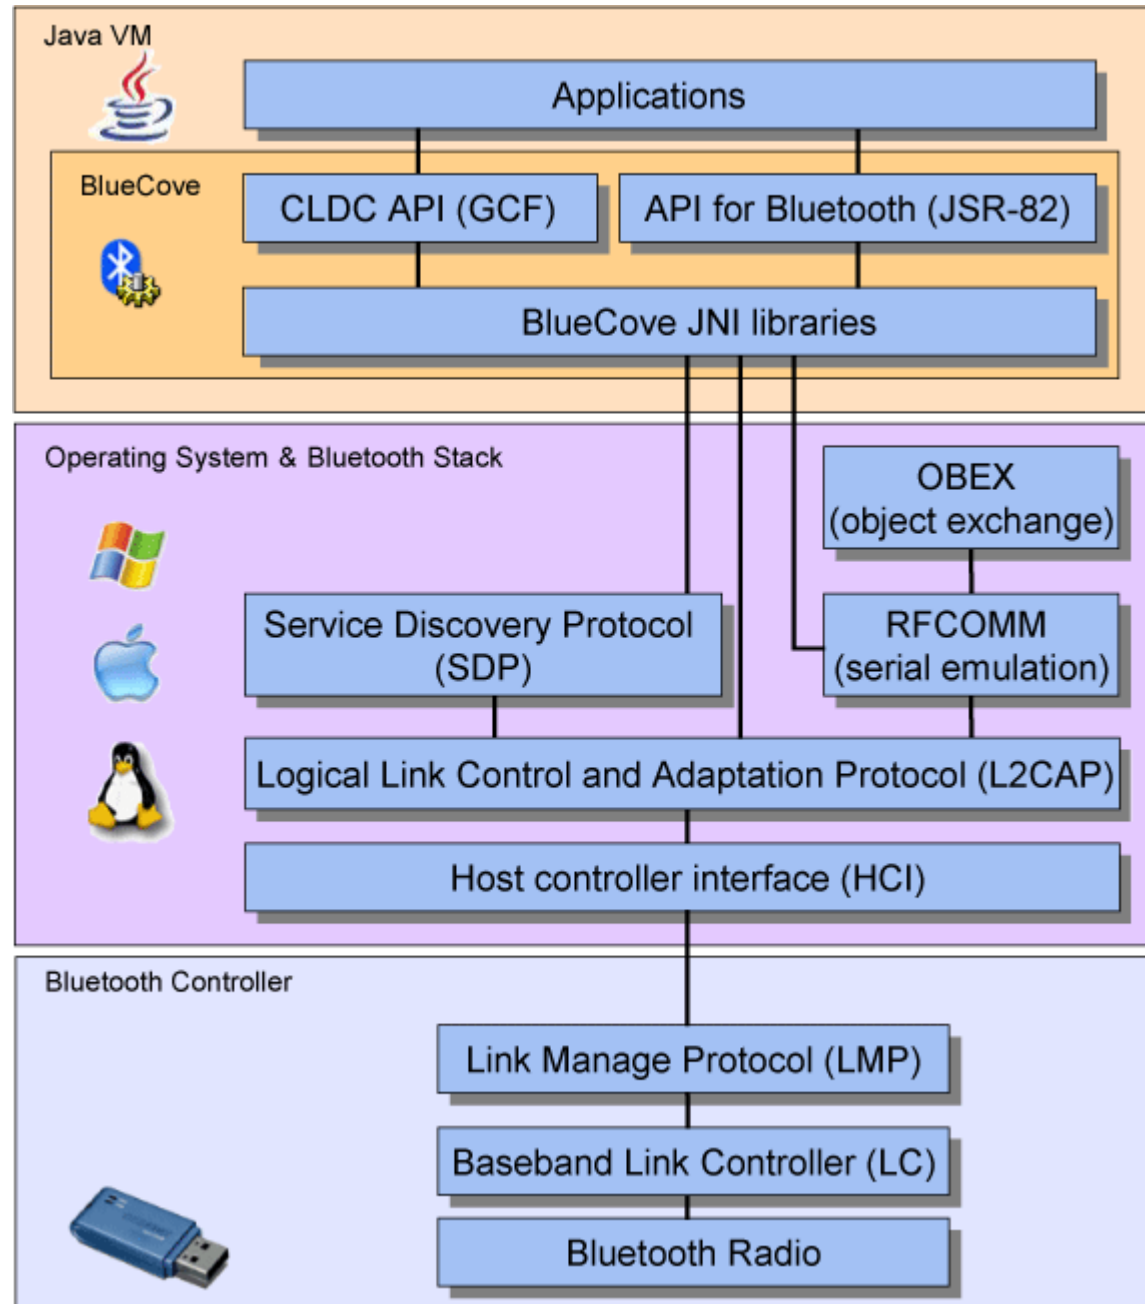 Java VM
Applications
BlueCove
CLDC API (GCF)
API for Bluetooth (JSR-82)
BlueCove JNI libraries
Operating System & Bluetooth Stack
OBEX
(object exchange)
Service Discovery Protocol
(SDP)
RFCOMM
(serial emulation)
Logical Link Control and Adaptation Protocol (L2CAP)
Host controller interface (HCI)
Bluetooth Controller
Link Manage Protocol (LMP)
Baseband Link Controller (LC)
Bluetooth Radio